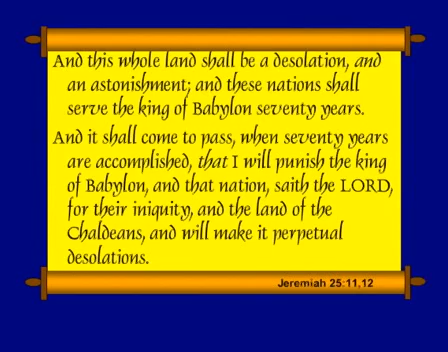 And this whole land shall be a desolation, and
an astonishment; and these nations shall
serve the king of Babylon seventy years.
And it shall come to pass, when seventy years
are accomplished, that I will punish the king
of Babylon, and that nation, saith the LORD,
for their iniquity, and the land of the
Chaldeans, and will make it perpetual
desolations.
Jeremiah 25:11,12